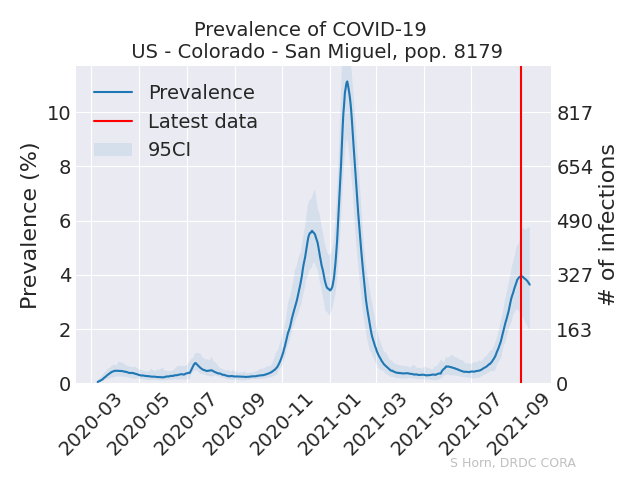 Prevalence of COVID-19
US - Colorado - San Miguel, pop. 8179
Prevalence
Latest data
95CI
Prevalence (%)
10
8
6
4
2
0
817
654
490
327
163
0
# of infections
2020-03
2020-05
2020-07
2020-09
2020-11
2021-01
2021-03
2021-05
2021-07
2021-09
S Horn, DRDC CORA